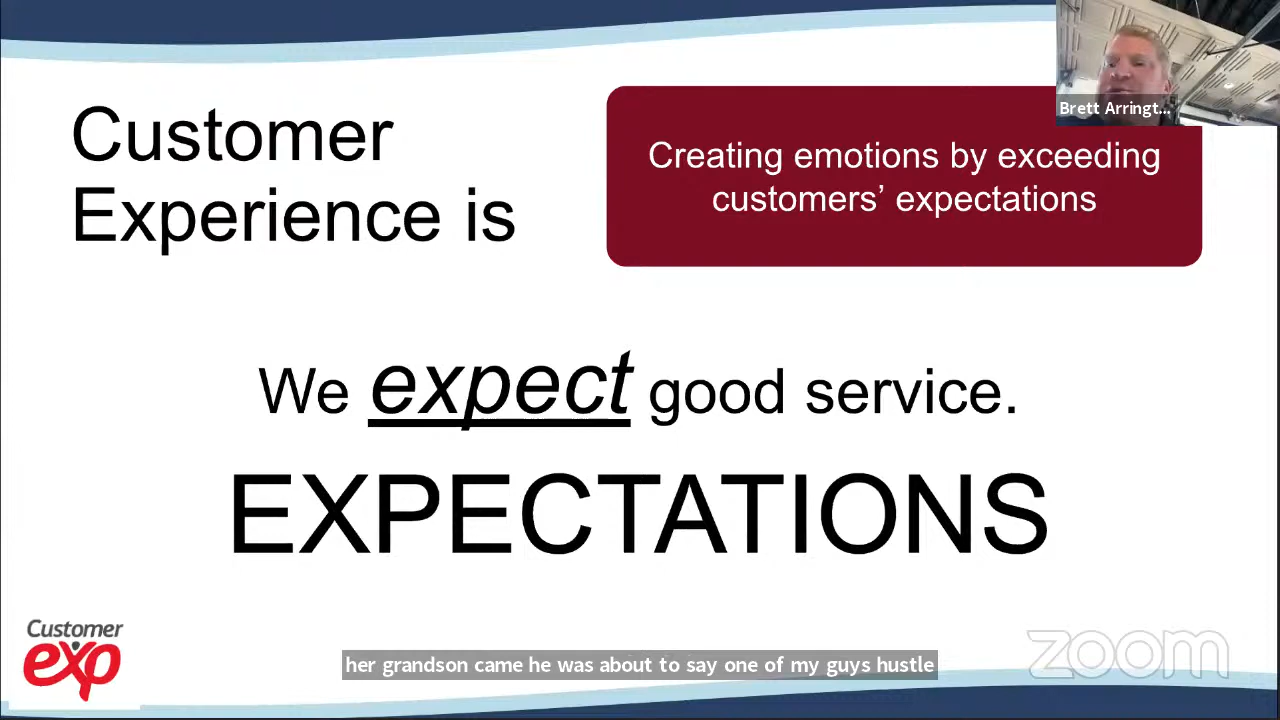 Customer
Experience is
Creating emotions by exceeding
customers’ expectations
Brett Arringt...
We expect good service.
EXPECTATIONS
Customer
exp
her grandson came he was about to say one of my guys hustle
zoom